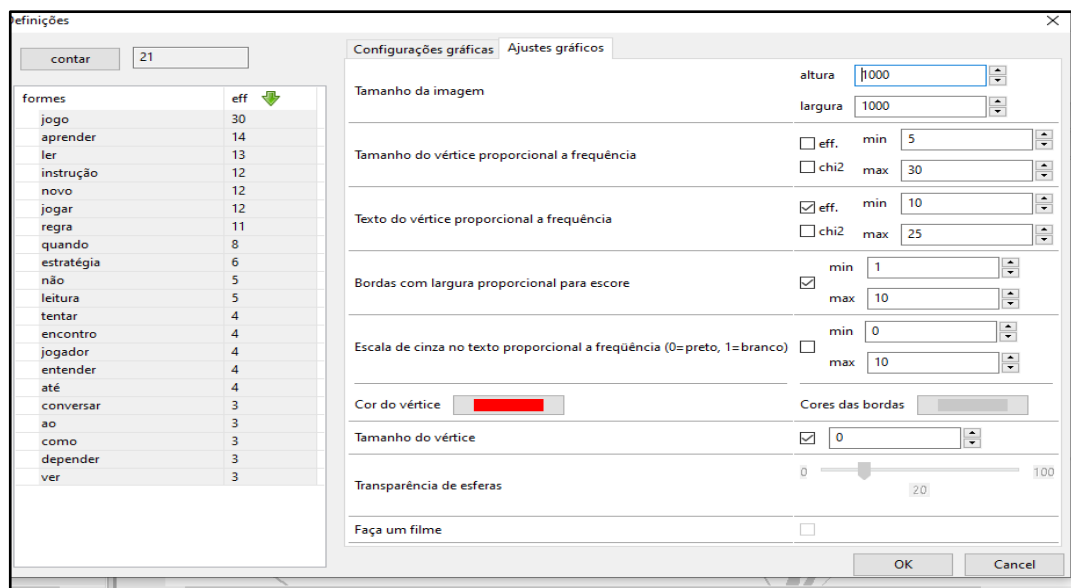 Definições
contar 21
formes eff
jogo 30
aprender 14
ler 13
instrução 12
novo 12
jogar 12
regra 11
quando 8
estratégia 6
não 5
leitura 5
tentar 4
encontro 4
jogador 4
entender 4
até 4
conversar 3
ao 3
como 3
depender 3
ver 3
Configurações gráficas Ajustes gráficos
Tamanho da imagem
altura 1000
largura 1000
Tamanho do vértice proporcional a frequência
eff. min 5
chi2 max 30
Texto do vértice proporcional a frequência
eff. min 10
chi2 max 25
Bordas com largura proporcional para escore
min 1
max 10
Escala de cinza no texto proporcional a freqüência (0=preto, 1=branco)
min 0
max 10
Cor do vértice Cores das bordas
Tamanho do vértice 0
Transparência de esferas
0 100
20
Faça um filme
OK Cancel